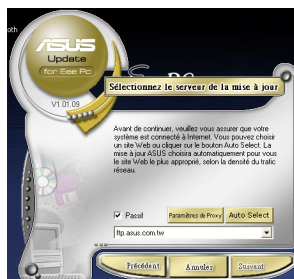 oth
ASUS
Update
for Eee Pc
V1.01.09
Sélectionnez le serveur de la mise à jour
Avant de continuer, veuillez vous assurer que votre
système est connecté à Internet. Vous pouvez choisir
un site Web ou cliquer sur le bouton Auto Select. La
mise à jour ASUS choisira automatiquement pour vous
le site Web le plus approprié, selon la densité du trafic
réseau.
Passif
Paramètres de Proxy
Auto Select
ftp.asus.com.tw
Précédent
Annuler
Suivant